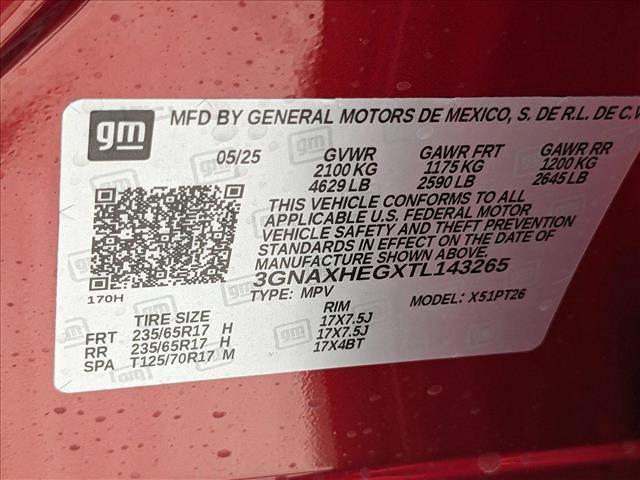 gm
MFD BY GENERAL MOTORS DE MEXICO, S. DE R.L. DE C.V
05/25 GVWR GAWR FRT GAWR RR
2100 KG 1175 KG 1200 KG
4629 LB 2590 LB 2645 LB
THIS VEHICLE CONFORMS TO ALL
APPLICABLE U.S. FEDERAL MOTOR
VEHICLE SAFETY AND THEFT PREVENTION
STANDARDS IN EFFECT ON THE DATE OF
MANUFACTURE SHOWN ABOVE.
3GNAXHEGXTL143265
170H TYPE: MPV MODEL: X51PT26
TIRE SIZE RIM
FRT 235/65R17 H 17X7.5J
RR 235/65R17 H 17X7.5J
SPA T125/70R17 M 17X4BT